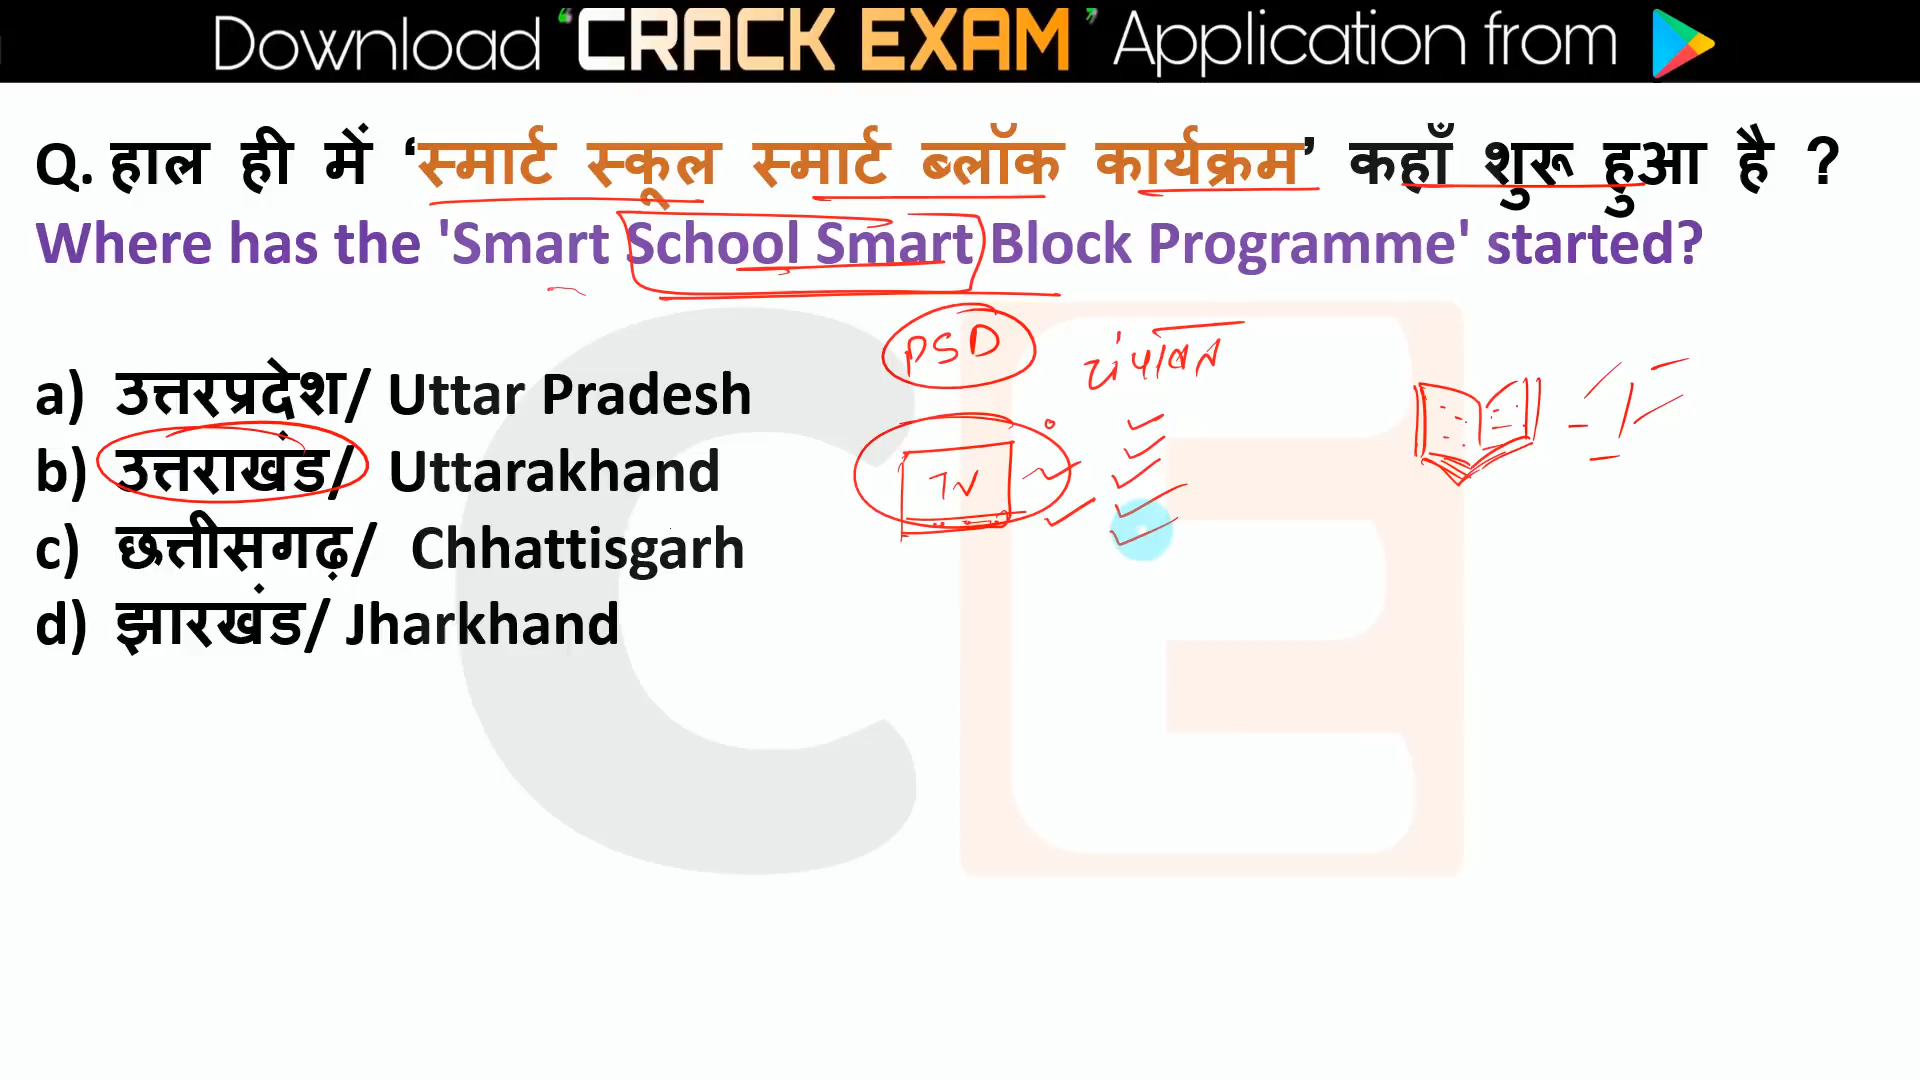 Download ‘CRACK EXAM’ Application from
Q. हाल ही में ‘स्मार्ट स्कूल स्मार्ट ब्लॉक कार्यक्रम’ कहाँ शुरू हुआ है ?
Where has the 'Smart School Smart Block Programme' started?
PSD
a) उत्तरप्रदेश/ Uttar Pradesh
b) उत्तराखंड/ Uttarakhand
TV
c) छत्तीसगढ़/ Chhattisgarh
d) झारखंड/ Jharkhand
CE